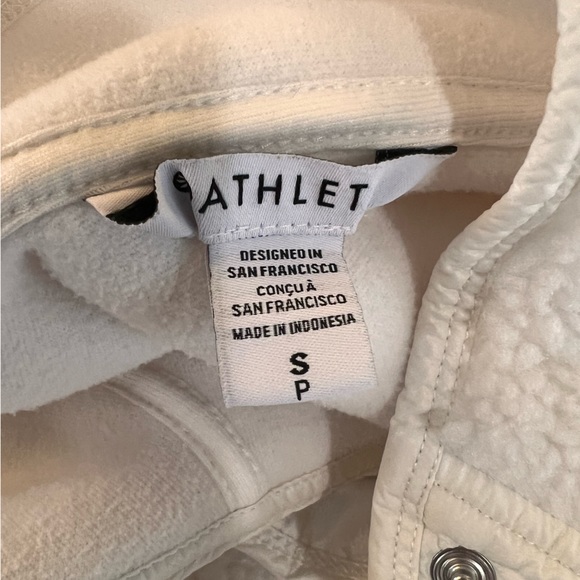 ATHLET
DESIGNED IN
SAN FRANCISCO
CONÇU À
SAN FRANCISCO
MADE IN INDONESIA
S
P